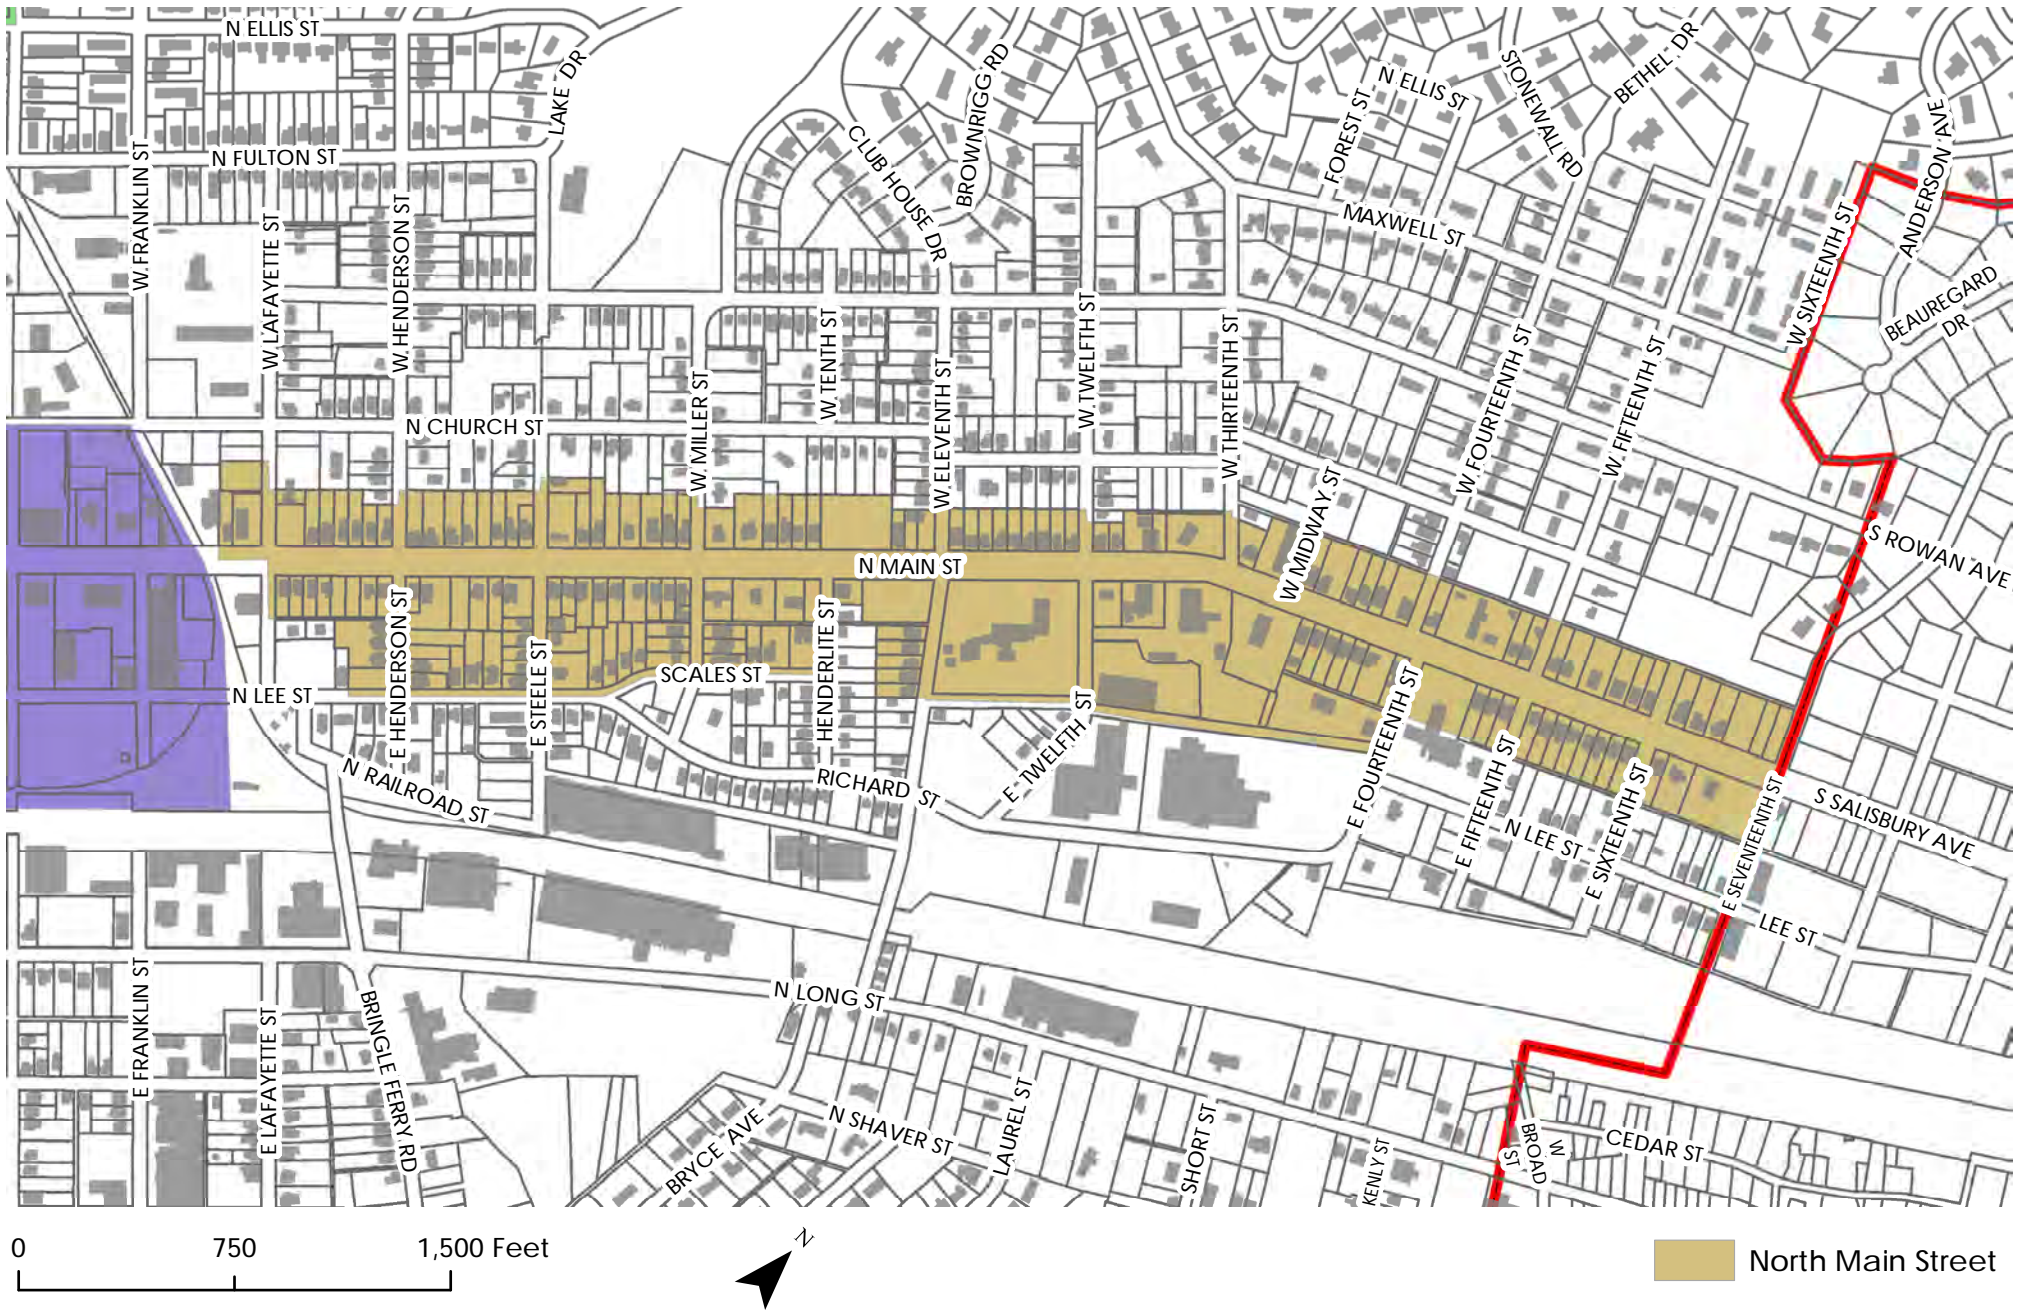 N ELLIS ST
LAKE DR
BROWNRIGG RD
N ELLIS ST
STONEWALL RD
BETHEL DR
FOREST ST
CLUB HOUSE DR
ANDERSON AVE
N FULTON ST
W FRANKLIN ST
W LAFAYETTE ST
W HENDERSON ST
MAXWELL ST
W SIXTEENTH ST
BEAUREGARD
DR
W MILLER ST
W TENTH ST
W ELEVENTH ST
W TWELFTH ST
W THIRTEENTH ST
W FOURTEENTH ST
W FIFTEENTH ST
N CHURCH ST
W MIDWAY ST
S ROWAN AVE
N MAIN ST
E HENDERSON ST
E STEELE ST
HENDERLITE ST
SCALES ST
N LEE ST
N RAILROAD ST
RICHARD ST
E TWELFTH ST
E FOURTEENTH ST
E FIFTEENTH ST
N LEE ST
E SIXTEENTH ST
E SEVENTEENTH ST
S SALISBURY AVE
LEE ST
N LONG ST
E FRANKLIN ST
E LAFAYETTE ST
BRINGLE FERRY RD
BRYCE AVE
N SHAVER ST
LAUREL ST
SHORT ST
KENLY ST
W
BROAD
ST
CEDAR ST
0 750 1,500 Feet
N
North Main Street